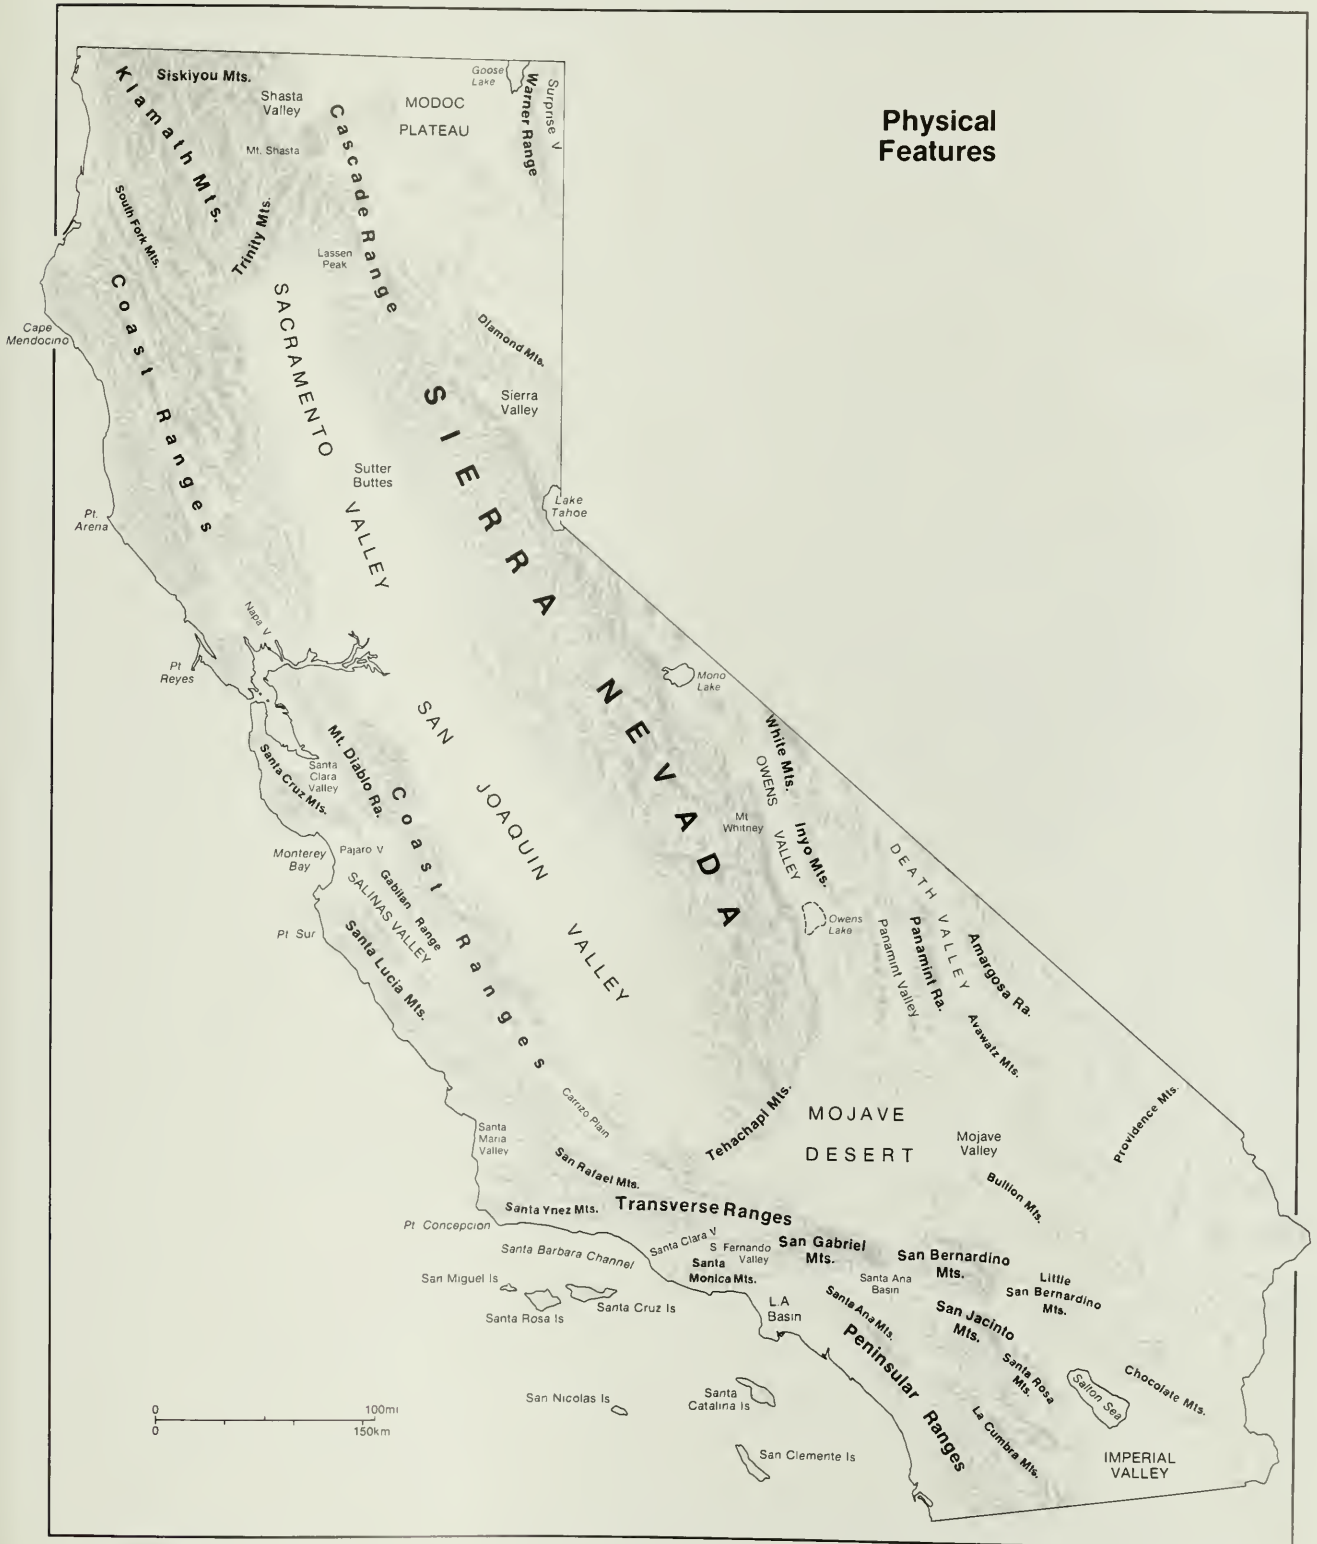 Physical
Features
Klamath Mts.
Siskiyou Mts.
Shasta
Valley
Cascade Range
MODOC
PLATEAU
Goose
Lake
Warner Range
Surprise V
Mt. Shasta
South Fork Mts.
Trinity Mts.
Lassen
Peak
Coast Ranges
Cape
Mendocino
SACRAMENTO
VALLEY
Diamond Mts.
Sierra
Valley
SIERRA NEVADA
Sutter
Buttes
Lake
Tahoe
Pt.
Arena
Napa V
Pt
Reyes
Mono
Lake
SAN JOAQUIN VALLEY
White Mts.
OWENS
VALLEY
Mt. Diablo Ra.
Santa
Clara
Valley
Santa Cruz Mts.
Coast Ranges
Mt
Whitney
Inyo Mts.
Monterey
Bay
Pajaro V
Gabilan Range
SALINAS VALLEY
DEATH VALLEY
Owens
Lake
Panamint Valley
Panamint Ra.
Amargosa Ra.
Pt Sur
Santa Lucia Mts.
Avawatz Mts.
Carrizo Plain
Tehachapi Mts.
MOJAVE
DESERT
Mojave
Valley
Providence Mts.
Santa
Maria
Valley
San Rafael Mts.
Bullion Mts.
Santa Ynez Mts.
Transverse Ranges
Pt Concepcion
Santa Barbara Channel
Santa Clara V
S Fernando
Valley
San Gabriel
Mts.
San Bernardino
Mts.
Santa
Monica Mts.
Santa Ana
Basin
Little
San Bernardino
Mts.
San Miguel Is
Santa Rosa Is
Santa Cruz Is
L.A
Basin
Santa Ana Mts.
San Jacinto
Mts.
Peninsular Ranges
Santa Rosa
Mts.
Salton Sea
Chocolate Mts.
San Nicolas Is
Santa
Catalina Is
La Cumbra Mts.
San Clemente Is
IMPERIAL
VALLEY
0 100mi
0 150km